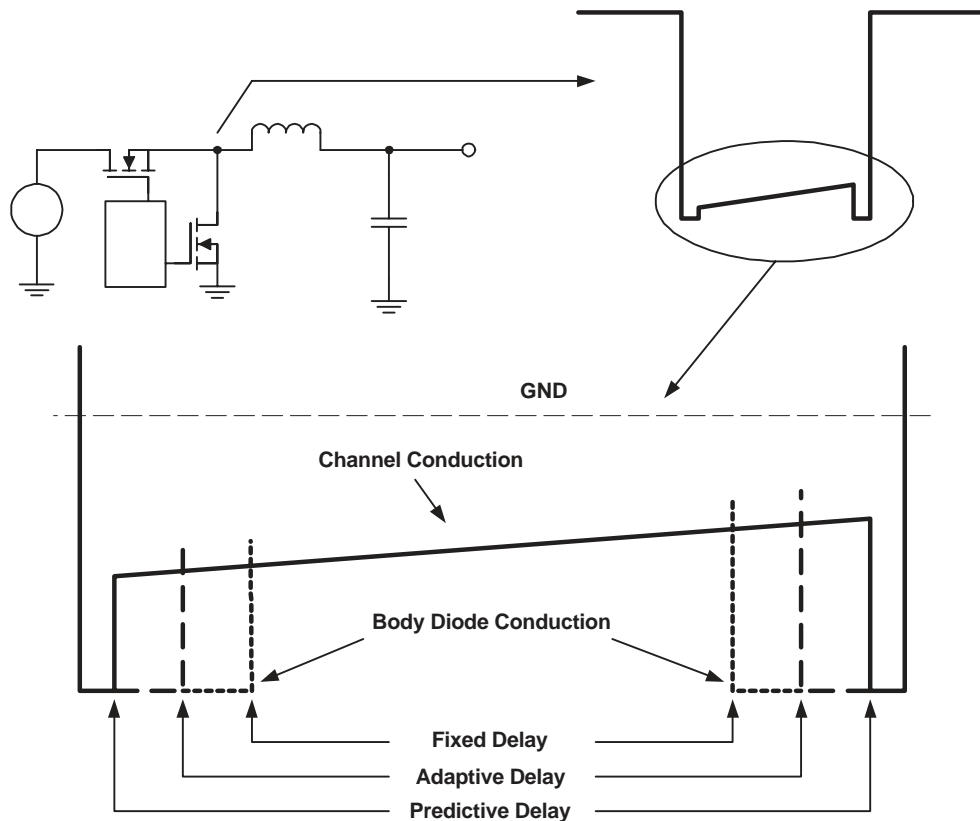 GND
Channel Conduction
Body Diode Conduction
Fixed Delay
Adaptive Delay
Predictive Delay